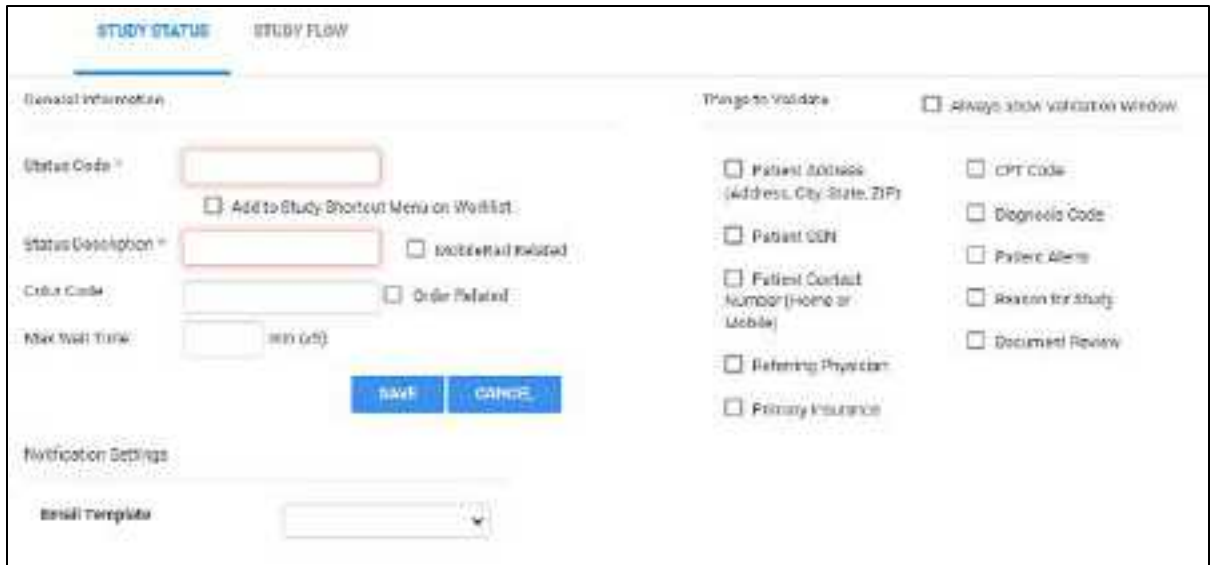 STUDY STATUS STUDY FLOW
General Information
Status Code *
Add to Study Shortcut Menu on Worklist
Status Description *
MobileRad Related
Color Code
Order Related
Max Wait Time
min (x5)
SAVE CANCEL
Notification Settings
Email Template
Things to Validate
Always show validation window
Patient Address
(Address, City, State, ZIP)
Patient SSN
Patient Contact
Number (Home or
Mobile)
Referring Physician
Primary Insurance
CPT Code
Diagnosis Code
Patient Alerts
Reason for Study
Document Review